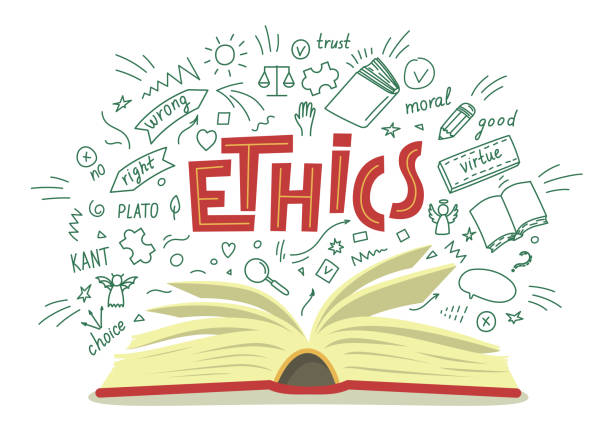 trust
wrong
moral
good
no
right
ETHiCS
virtue
PLATO
KANT
choice
?